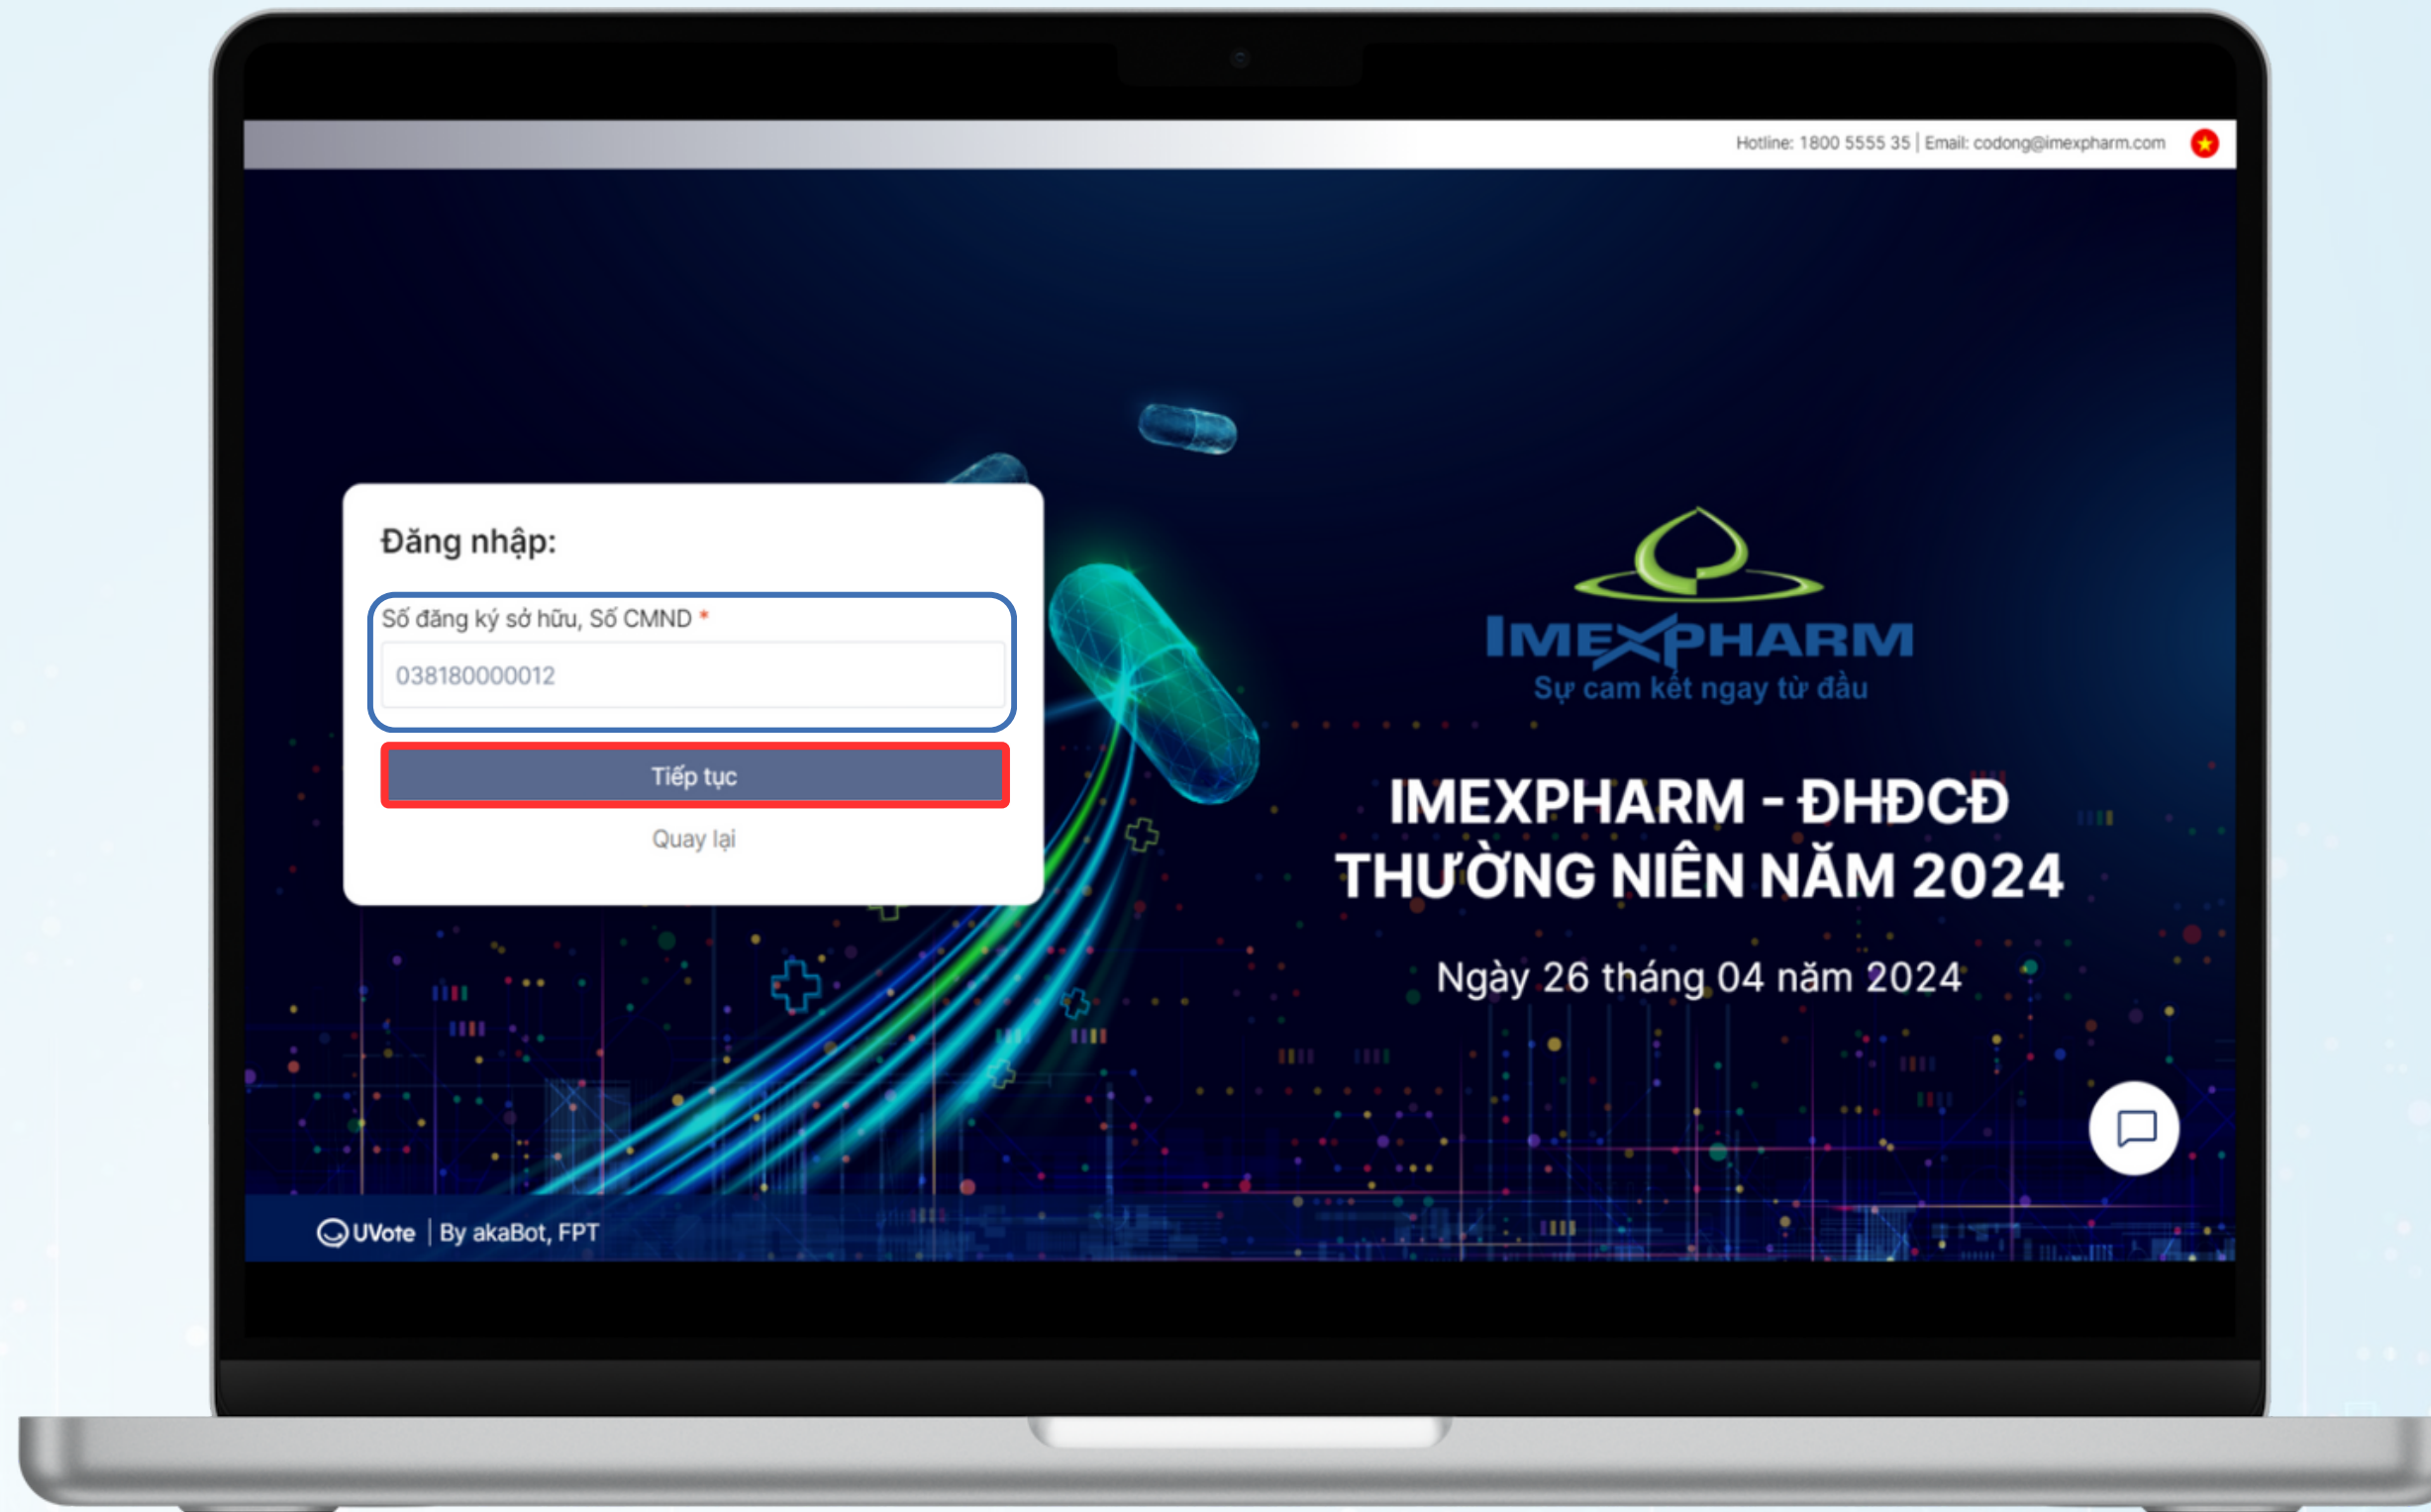 Hotline: 1800 5555 35 | Email: codong@imexpharm.com
Đăng nhập:
Số đăng ký sở hữu, Số CMND *
038180000012
Tiếp tục
Quay lại
IMEXPHARM
Sự cam kết ngay từ đầu
IMEXPHARM - ĐHĐCĐ
THƯỜNG NIÊN NĂM 2024
Ngày 26 tháng 04 năm 2024
UVote | By akaBot, FPT